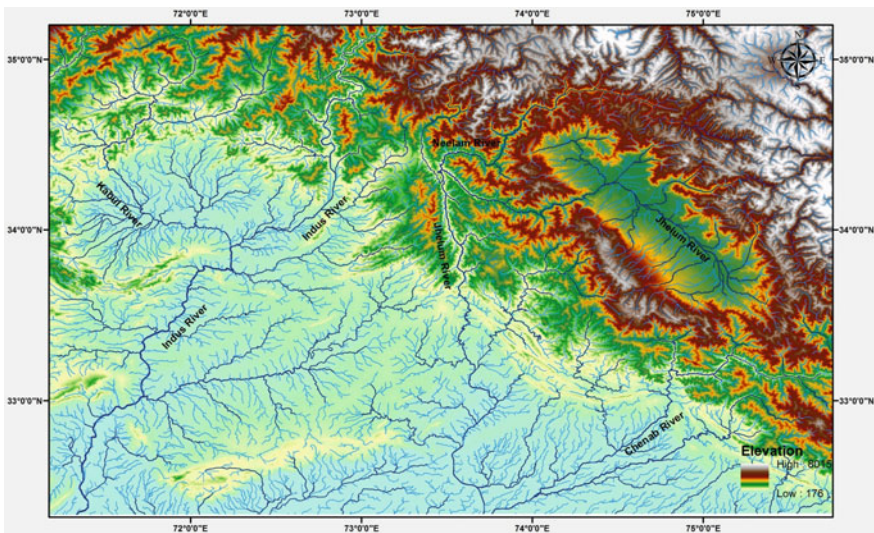 72°0'0"E 73°0'0"E 74°0'0"E 75°0'0"E
35°0'0"N 35°0'0"N
N
W E
Neelam River
Kabul River
Indus River
Jhelum River
Jhelum River
34°0'0"N 34°0'0"N
Indus River
33°0'0"N 33°0'0"N
Chenab River
Elevation
High : 8015
Low : 176
72°0'0"E 73°0'0"E 74°0'0"E 75°0'0"E